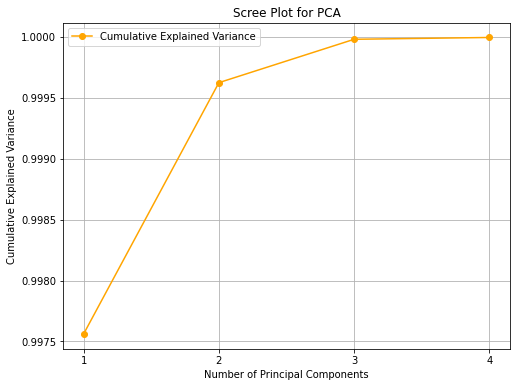 Scree Plot for PCA
Cumulative Explained Variance
1.0000
0.9995
0.9990
0.9985
0.9980
0.9975
Cumulative Explained Variance
1 2 3 4
Number of Principal Components